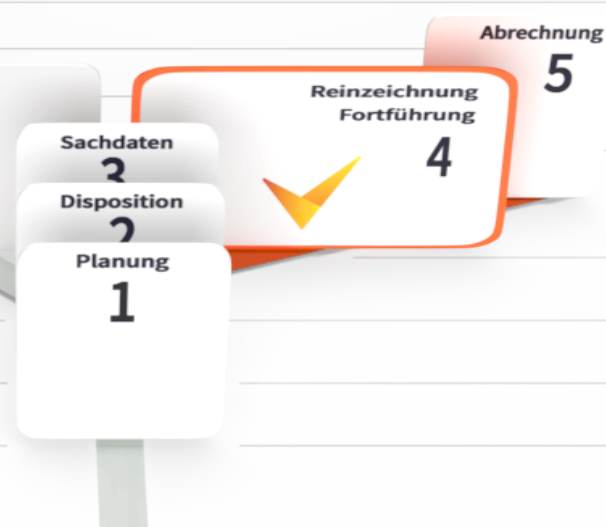 Abrechnung
5
Reinzeichnung
Fortführung
4
Sachdaten
3
Disposition
2
Planung
1